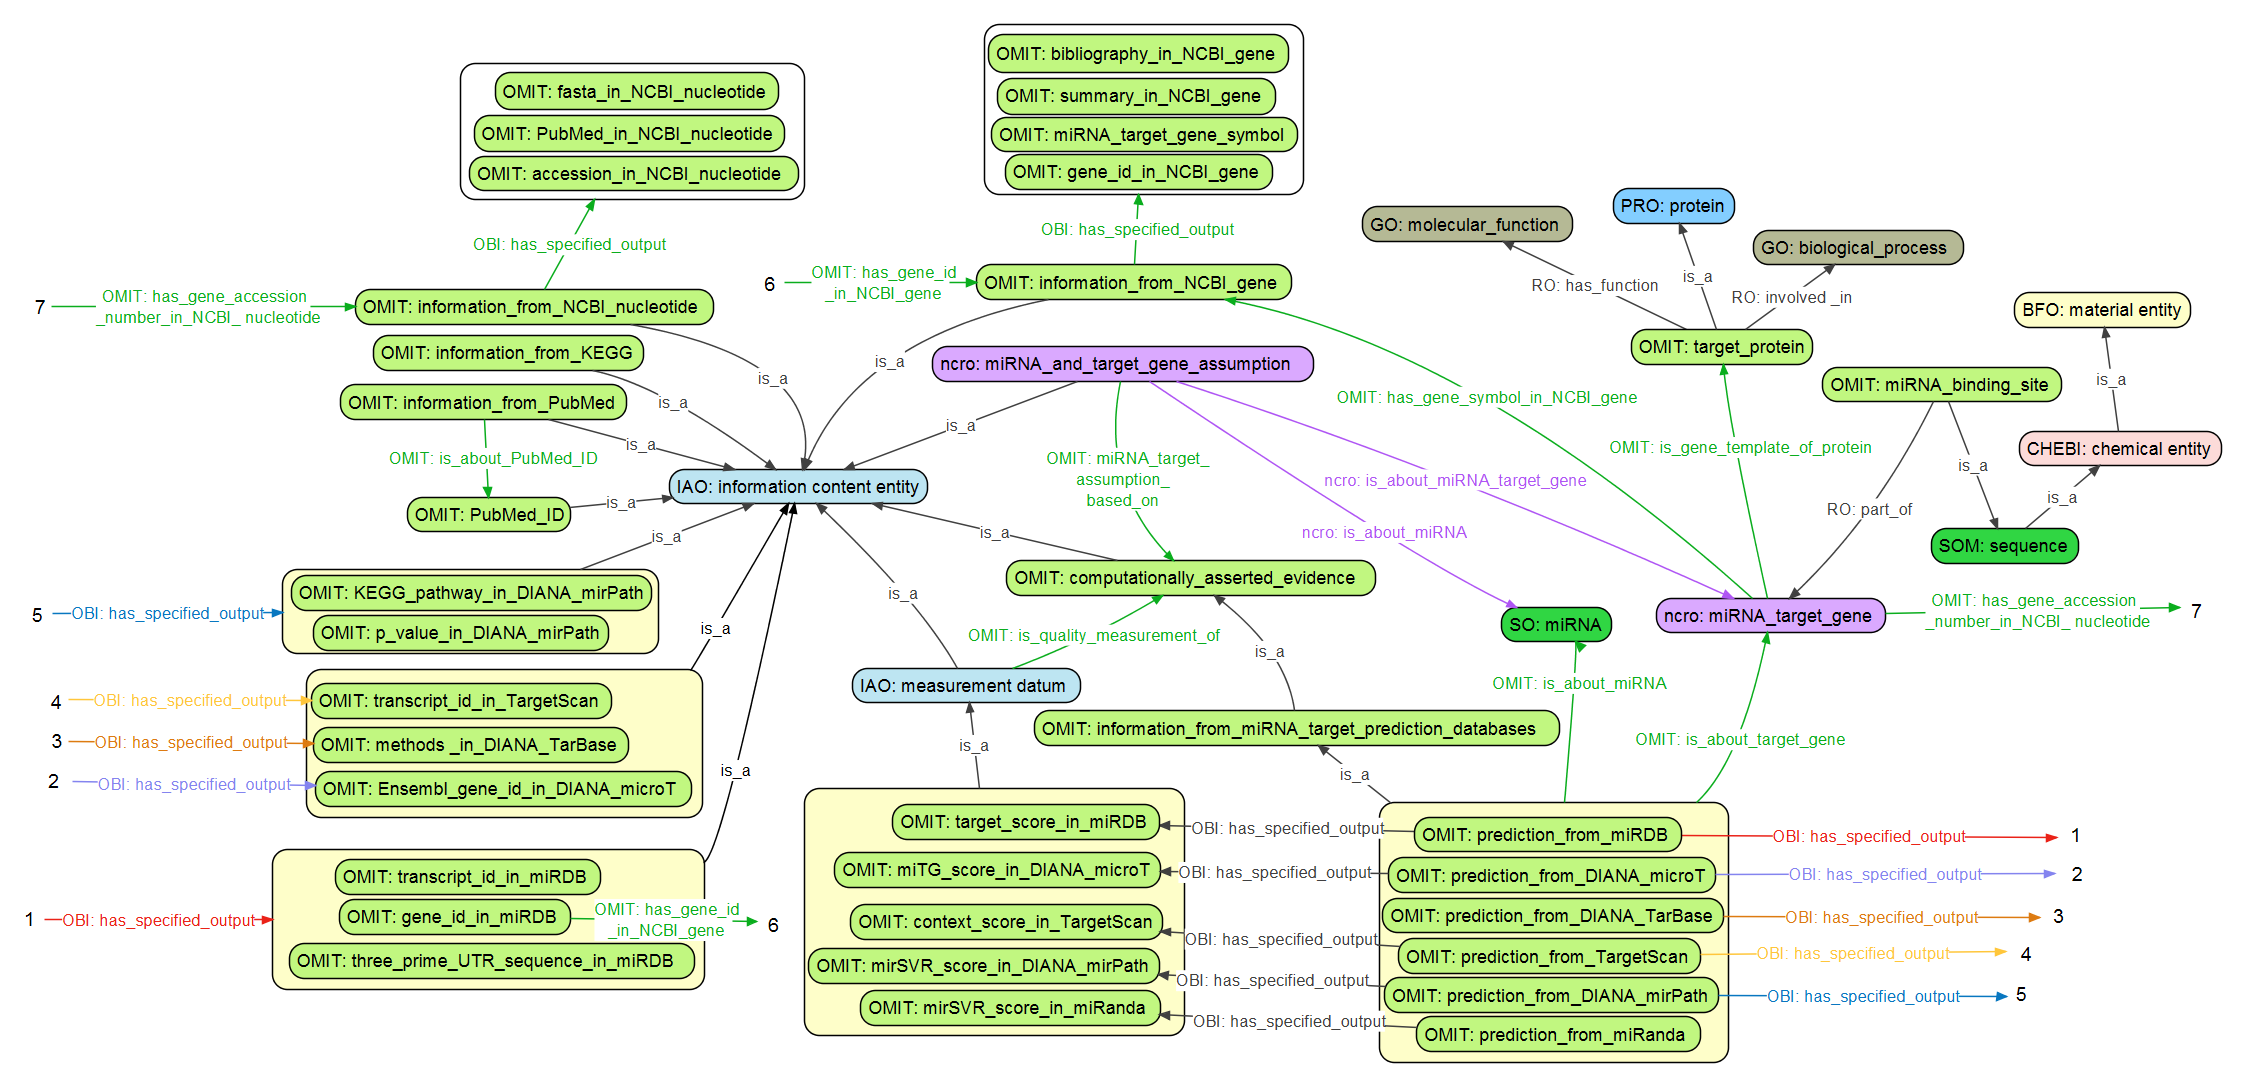 OMIT: bibliography_in_NCBI_gene
OMIT: summary_in_NCBI_gene
OMIT: miRNA_target_gene_symbol
OMIT: gene_id_in_NCBI_gene
OMIT: fasta_in_NCBI_nucleotide
OMIT: PubMed_in_NCBI_nucleotide
OMIT: accession_in_NCBI_nucleotide
OBI: has_specified_output
OBI: has_specified_output
GO: molecular_function
PRO: protein
GO: biological_process
RO: has_function
is_a
RO: involved _in
7
OMIT: has_gene_accession
_number_in_NCBI_ nucleotide
OMIT: information_from_NCBI_nucleotide
6
OMIT: has_gene_id
_in_NCBI_gene
OMIT: information_from_NCBI_gene
BFO: material entity
OMIT: information_from_KEGG
is_a
is_a
ncro: miRNA_and_target_gene_assumption
OMIT: target_protein
OMIT: information_from_PubMed
is_a
is_a
is_a
OMIT: has_gene_symbol_in_NCBI_gene
OMIT: miRNA_binding_site
is_a
OMIT: is_about_PubMed_ID
OMIT: miRNA_target_
assumption_
based_on
OMIT: is_gene_template_of_protein
CHEBI: chemical entity
is_a
is_a
IAO: information content entity
ncro: is_about_miRNA_target_gene
OMIT: PubMed_ID
is_a
RO: part_of
is_a
is_a
ncro: is_about_miRNA
SOM: sequence
OMIT: computationally_asserted_evidence
5
OBI: has_specified_output
OMIT: KEGG_pathway_in_DIANA_mirPath
OMIT: p_value_in_DIANA_mirPath
is_a
is_a
OMIT: is_quality_measurement_of
is_a
SO: miRNA
ncro: miRNA_target_gene
OMIT: has_gene_accession
_number_in_NCBI_ nucleotide
7
IAO: measurement datum
OMIT: is_about_miRNA
4
OBI: has_specified_output
OMIT: transcript_id_in_TargetScan
3
OBI: has_specified_output
OMIT: methods _in_DIANA_TarBase
2
OBI: has_specified_output
OMIT: Ensembl_gene_id_in_DIANA_microT
is_a
is_a
OMIT: information_from_miRNA_target_prediction_databases
OMIT: is_about_target_gene
is_a
OMIT: target_score_in_miRDB
OBI: has_specified_output
OMIT: prediction_from_miRDB
OBI: has_specified_output
1
OMIT: miTG_score_in_DIANA_microT
OBI: has_specified_output
OMIT: prediction_from_DIANA_microT
OBI: has_specified_output
2
OMIT: transcript_id_in_miRDB
1
OBI: has_specified_output
OMIT: gene_id_in_miRDB
OMIT: has_gene_id
_in_NCBI_gene
6
OMIT: three_prime_UTR_sequence_in_miRDB
OMIT: prediction_from_DIANA_TarBase
OBI: has_specified_output
3
OMIT: context_score_in_TargetScan
OBI: has_specified_output
OMIT: prediction_from_TargetScan
OBI: has_specified_output
4
OMIT: mirSVR_score_in_DIANA_mirPath
OBI: has_specified_output
OMIT: prediction_from_DIANA_mirPath
OBI: has_specified_output
5
OMIT: mirSVR_score_in_miRanda
OBI: has_specified_output
OMIT: prediction_from_miRanda